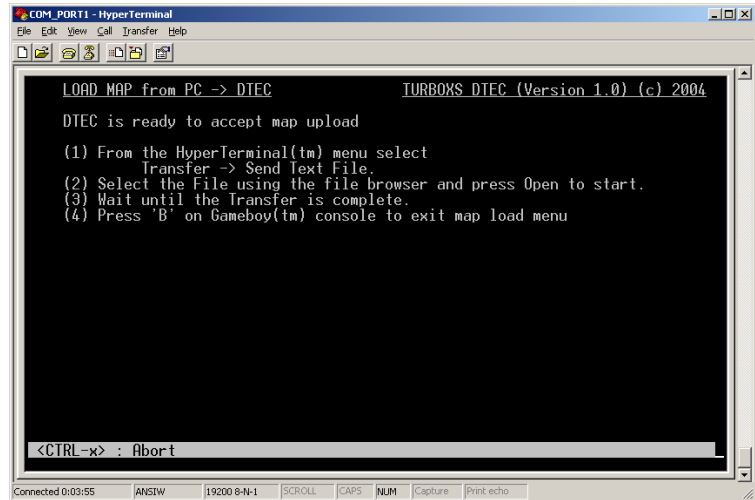 COM_PORT1 - HyperTerminal
File Edit View Call Transfer Help
LOAD MAP from PC -> DTEC TURBOXS DTEC (Version 1.0) (c) 2004
DTEC is ready to accept map upload
(1) From the HyperTerminal(tm) menu select
Transfer -> Send Text File.
(2) Select the File using the file browser and press Open to start.
(3) Wait until the Transfer is complete.
(4) Press 'B' on Gameboy(tm) console to exit map load menu
<CTRL-x> : Abort
Connected 0:03:55 ANSIW 19200 8-N-1 SCROLL CAPS NUM Capture Print echo